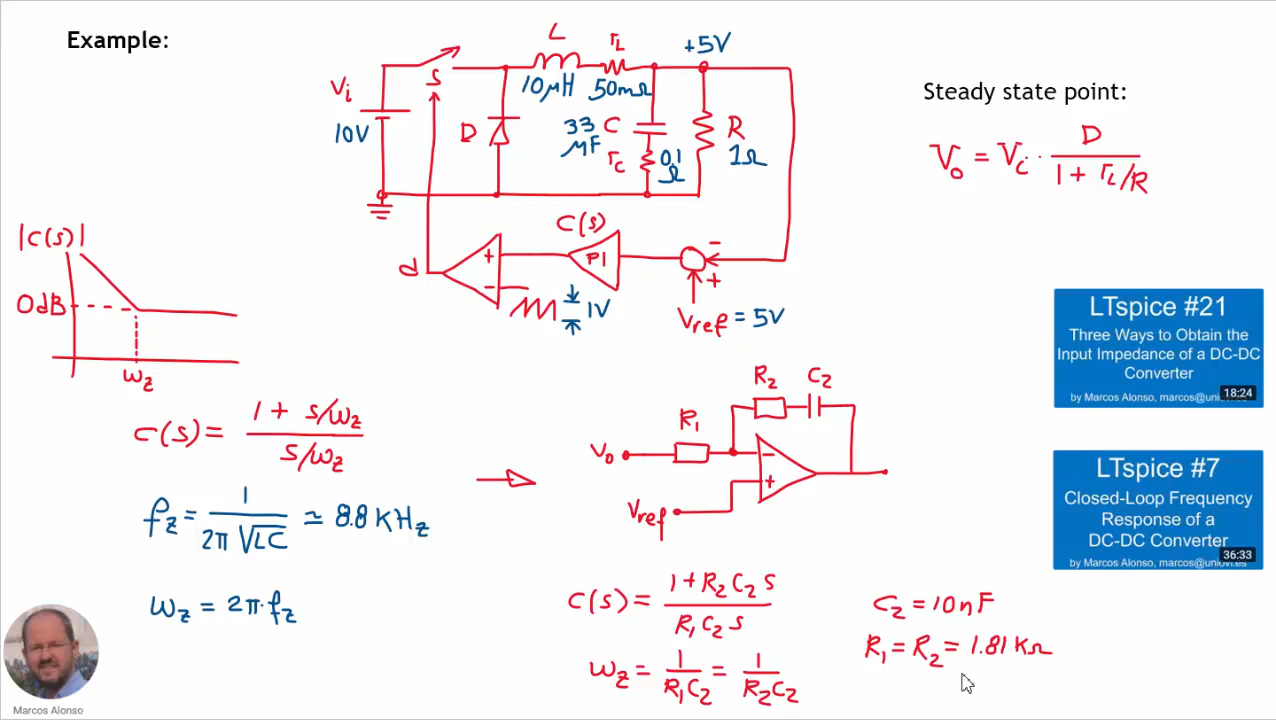 Example:
L
rL
+5V
S
10μH
50mΩ
Vi
10V
D
33
μF
C
rC
0,1
Ω
R
1Ω
Steady state point:
Vo = Vi · D / (1 + rL/R)
C(s)
PI
-
+
d
+
-
1V
Vref = 5V
|C(s)|
0dB
ωz
C(s) = (1 + s/ωz) / (s/ωz)
fz = 1 / (2π √LC) ≃ 8.8 KHz
ωz = 2π·fz
R1
R2
C2
Vo
-
+
Vref
C(s) = (1 + R2 C2 s) / (R1 C2 s)
ωz = 1 / (R1C2) = 1 / (R2C2)
C2 = 10nF
R1 = R2 = 1.81 KΩ
LTspice #21
Three Ways to Obtain the
Input Impedance of a DC-DC
Converter
18:24
by Marcos Alonso, marcos@uniovi.es
LTspice #7
Closed-Loop Frequency
Response of a
DC-DC Converter
36:33
by Marcos Alonso, marcos@uniovi.es
Marcos Alonso